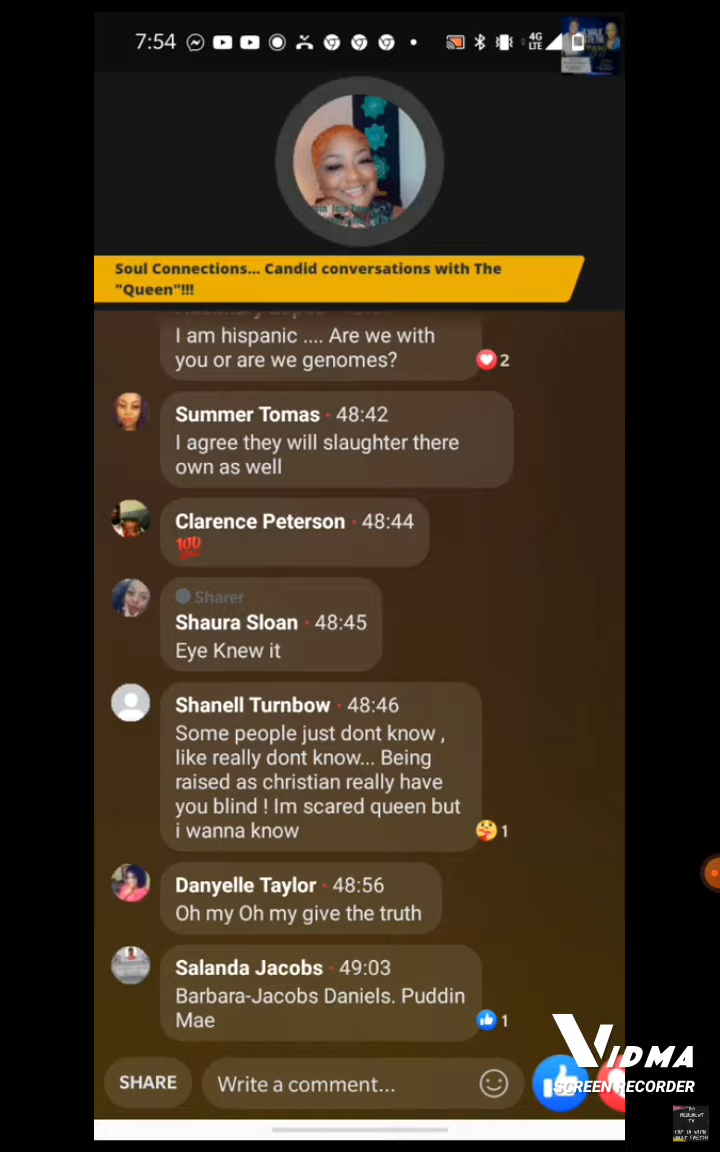 7:54
4G
LTE
Soul Connections... Candid conversations with The
"Queen"!!!
I am hispanic .... Are we with
you or are we genomes?
2
Summer Tomas • 48:42
I agree they will slaughter there
own as well
Clarence Peterson • 48:44
💯
Sharer
Shaura Sloan • 48:45
Eye Knew it
Shanell Turnbow • 48:46
Some people just dont know ,
like really dont know... Being
raised as christian really have
you blind ! Im scared queen but
i wanna know
1
Danyelle Taylor • 48:56
Oh my Oh my give the truth
Salanda Jacobs • 49:03
Barbara-Jacobs Daniels. Puddin
Mae
1
SHARE
Write a comment...
VIDMA
SCREEN RECORDER